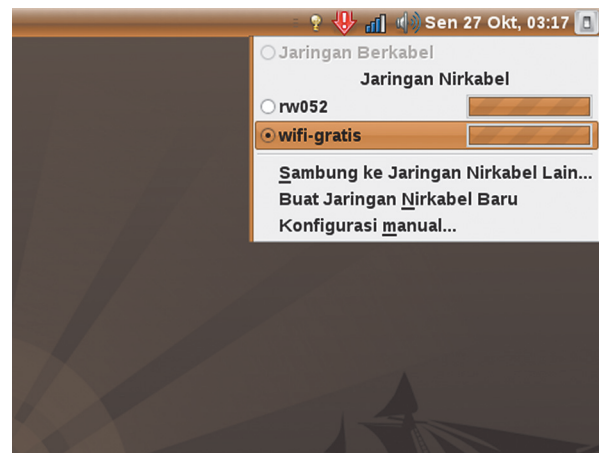 Sen 27 Okt, 03:17
Jaringan Berkabel
Jaringan Nirkabel
rw052
wifi-gratis
Sambung ke Jaringan Nirkabel Lain...
Buat Jaringan Nirkabel Baru
Konfigurasi manual...